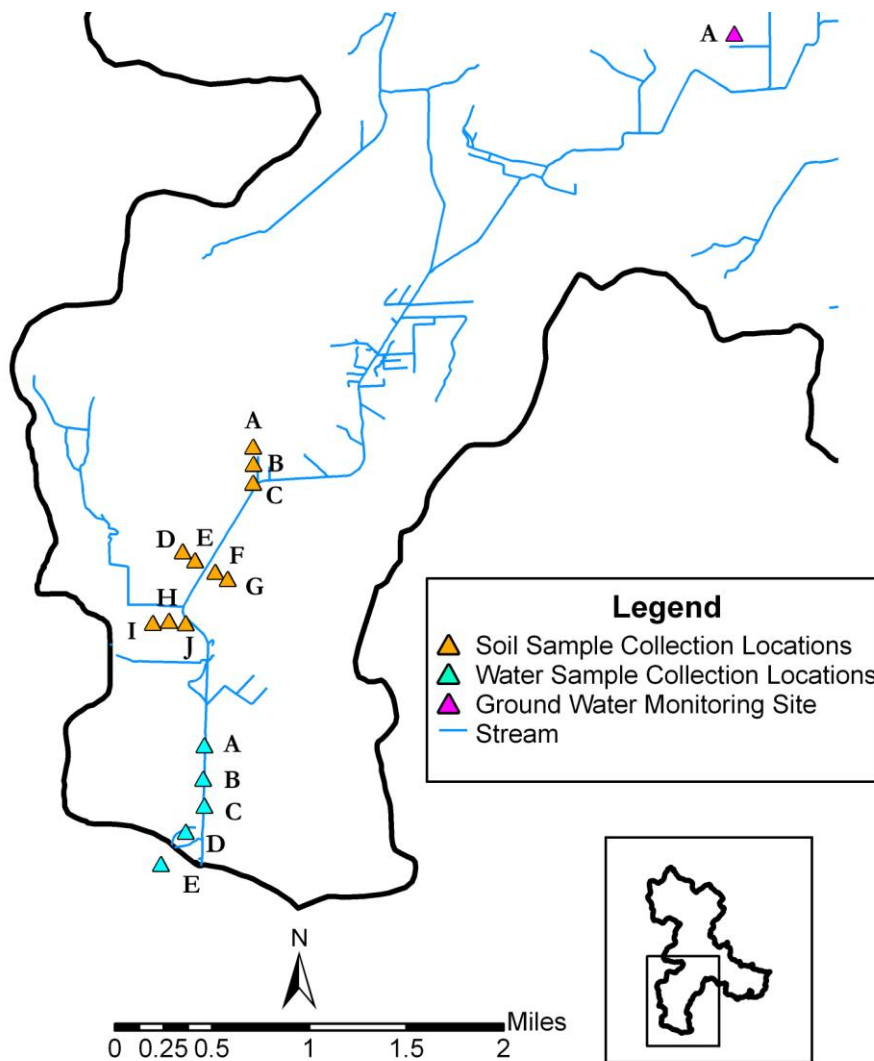 A
A
B
C
D E
F
G
H
I
J
Legend
Soil Sample Collection Locations
Water Sample Collection Locations
Ground Water Monitoring Site
Stream
A
B
C
D
E
N
Miles
0 0.25 0.5 1 1.5 2